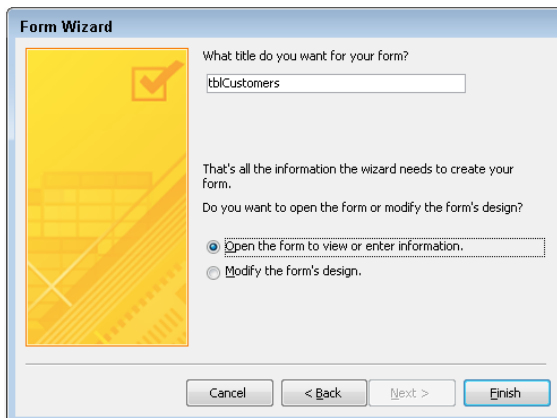 Form Wizard
What title do you want for your form?
tblCustomers
That's all the information the wizard needs to create your
form.
Do you want to open the form or modify the form's design?
Open the form to view or enter information.
Modify the form's design.
Cancel
< Back
Next >
Finish